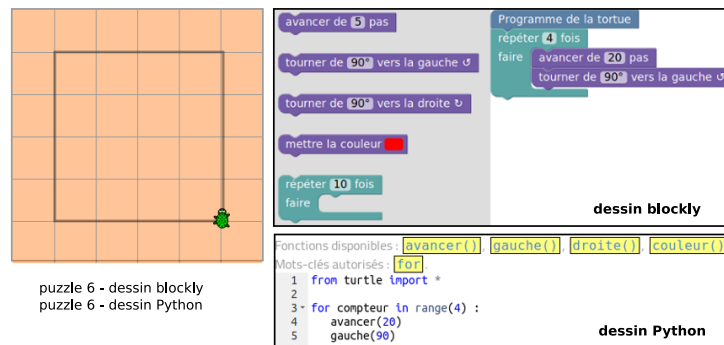 avancer de 5 pas
tourner de 90° vers la gauche ↺
tourner de 90° vers la droite ↻
mettre la couleur
répéter 10 fois
faire
Programme de la tortue
répéter 4 fois
faire avancer de 20 pas
tourner de 90° vers la gauche ↺
dessin blockly
puzzle 6 - dessin blockly
puzzle 6 - dessin Python
Fonctions disponibles : avancer(), gauche(), droite(), couleur()
Mots-clés autorisés : for.
1 from turtle import *
2
3 for compteur in range(4) :
4 avancer(20)
5 gauche(90)
dessin Python